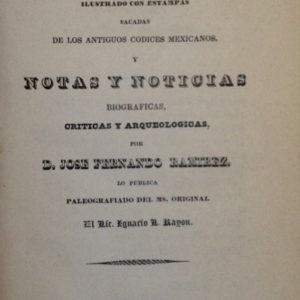 ILUSTRADO CON ESTAMPAS
SACADAS
DE LOS ANTIGUOS CODICES MEXICANOS,
Y
NOTAS Y NOTICIAS
BIOGRAFICAS,
CRITICAS Y ARQUEOLOGICAS,
POR
D. JOSE FERNANDO RAMIREZ.
LO PUBLICA
PALEOGRAFIADO DEL MS. ORIGINAL
El Lic. Ignacio L. Rayon.